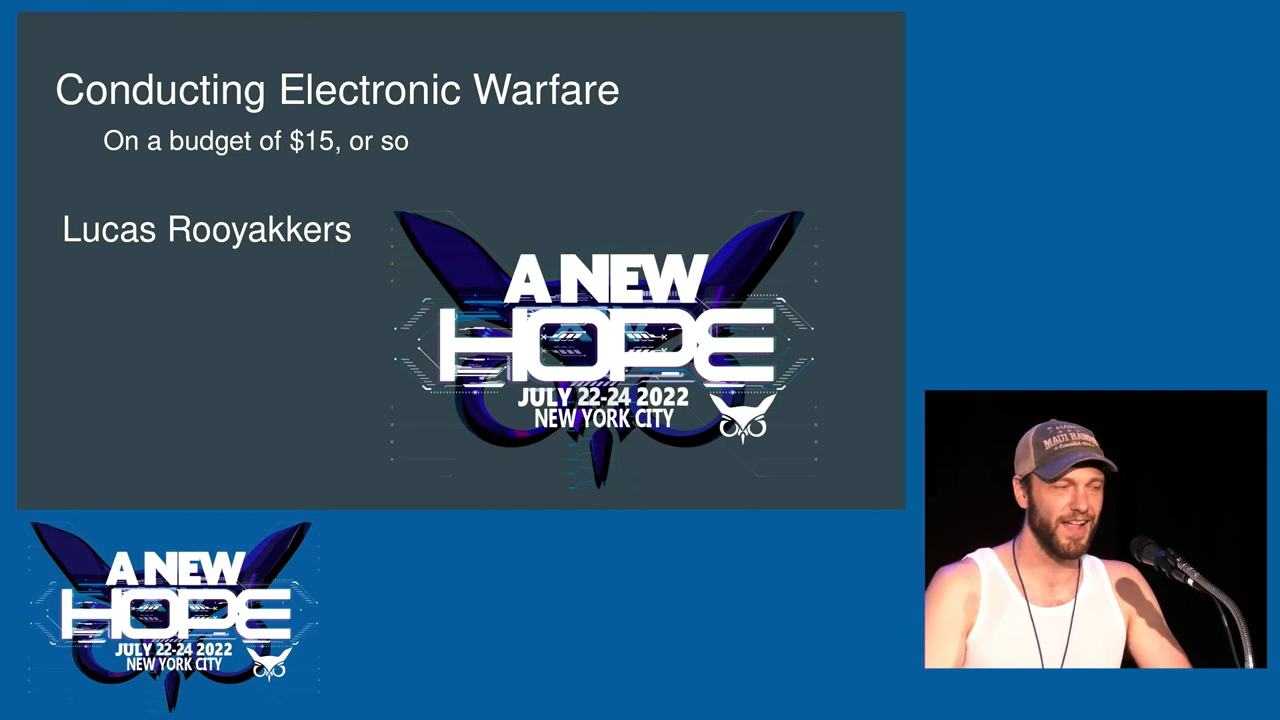 Conducting Electronic Warfare
On a budget of $15, or so
Lucas Rooyakkers
A NEW
HOPE
JULY 22-24 2022
NEW YORK CITY
A NEW
HOPE
JULY 22-24 2022
NEW YORK CITY
MAUI